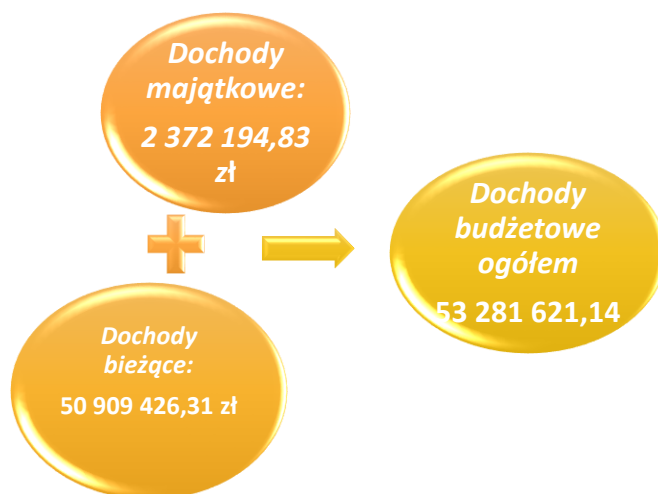 Dochody
majątkowe:
2 372 194,83
zł
Dochody
bieżące:
50 909 426,31 zł
Dochody
budżetowe
ogółem
53 281 621,14